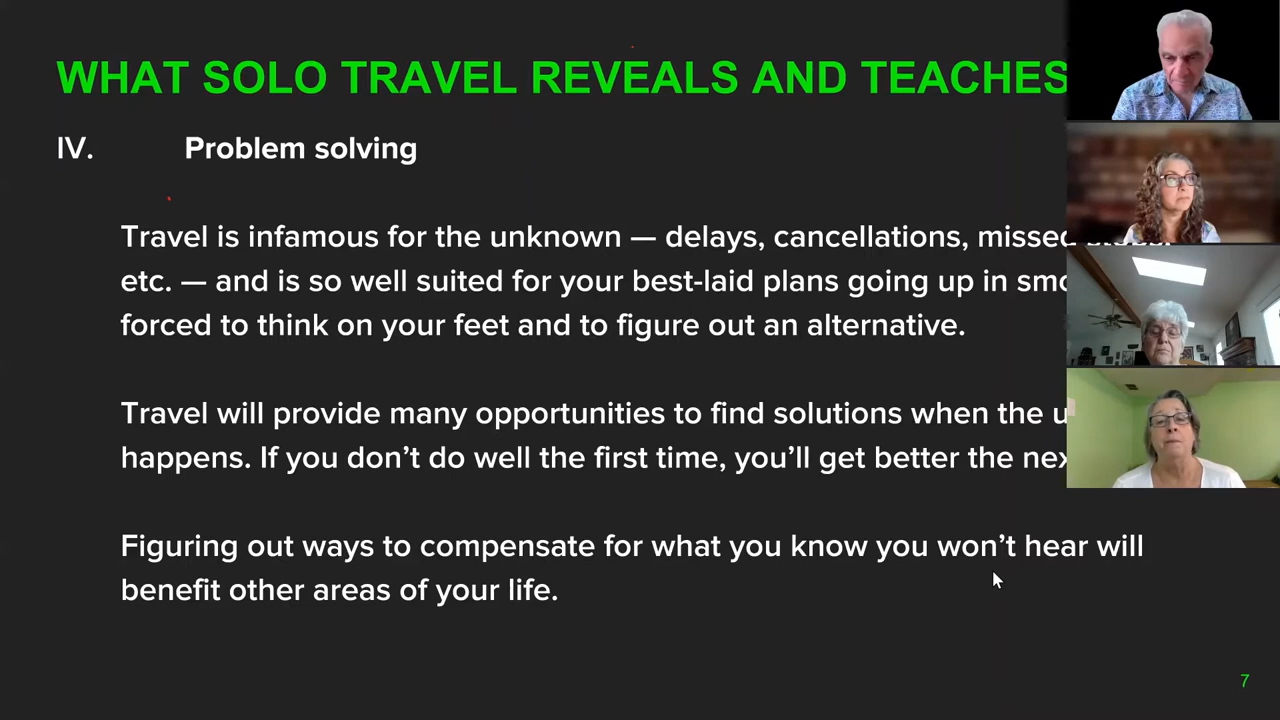 WHAT SOLO TRAVEL REVEALS AND TEACHES
IV. Problem solving
Travel is infamous for the unknown — delays, cancellations, missed
etc. — and is so well suited for your best-laid plans going up in
forced to think on your feet and to figure out an alternative.
Travel will provide many opportunities to find solutions when the
happens. If you don’t do well the first time, you’ll get better the
Figuring out ways to compensate for what you know you won’t hear will
benefit other areas of your life.
7